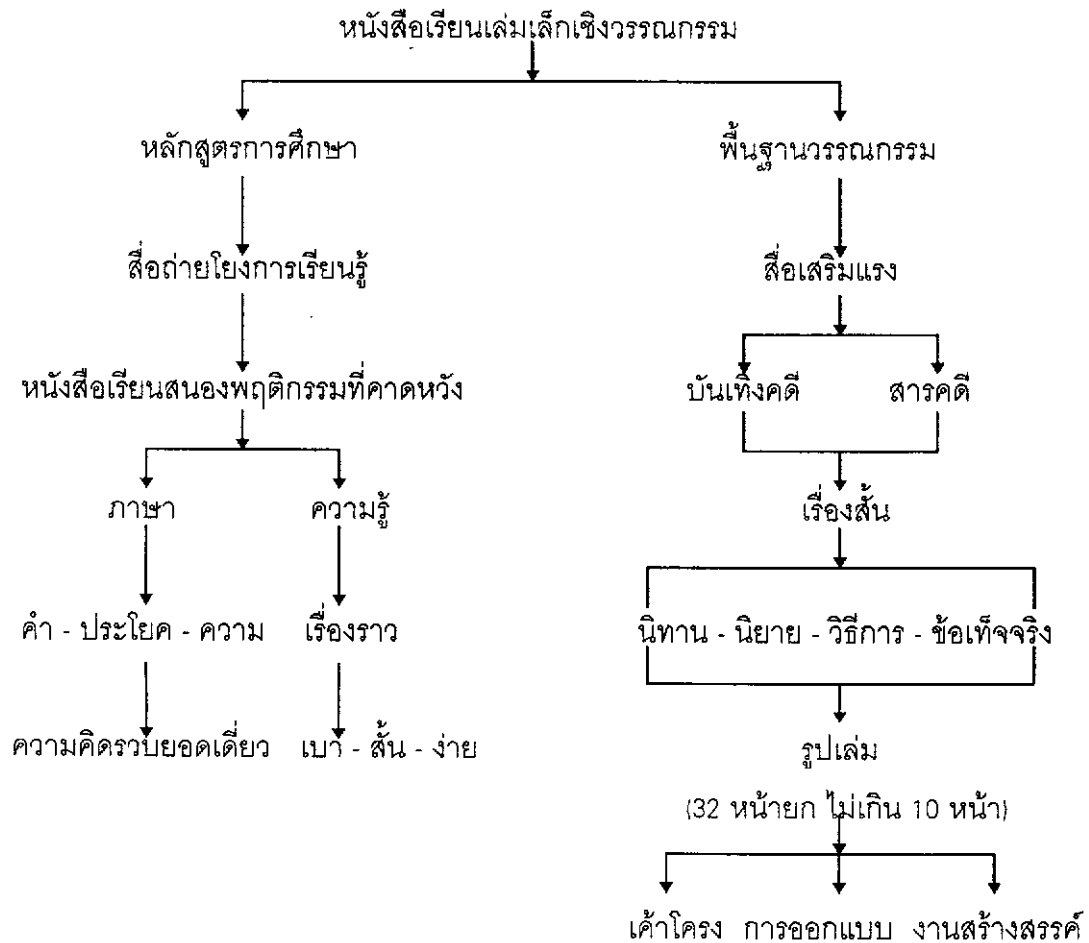 หนังสือเรียนเล่มเล็กเชิงวรรณกรรม
หลักสูตรการศึกษา พื้นฐานวรรณกรรม
สื่อถ่ายโยงการเรียนรู้ สื่อเสริมแรง
หนังสือเรียนสนองพฤติกรรมที่คาดหวัง บันเทิงคดี สารคดี
ภาษา ความรู้ เรื่องสั้น
คำ - ประโยค - ความ เรื่องราว นิทาน - นิยาย - วิธีการ - ข้อเท็จจริง
ความคิดรวบยอดเดี่ยว เบา - สั้น - ง่าย รูปเล่ม
(32 หน้ายก ไม่เกิน 10 หน้า)
เค้าโครง การออกแบบ งานสร้างสรรค์